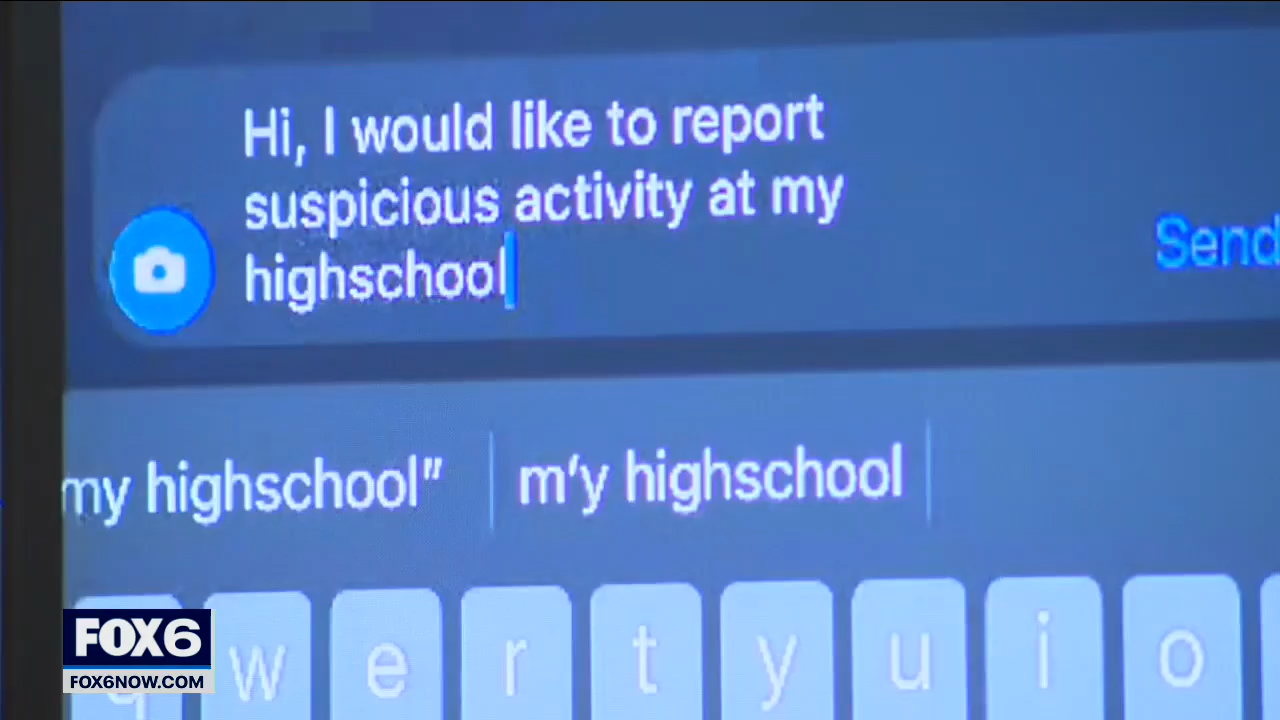 Hi, I would like to report
suspicious activity at my
highschool
Send
my highschool”
m’y highschool
w e r t y u i o
FOX6
FOX6NOW.COM